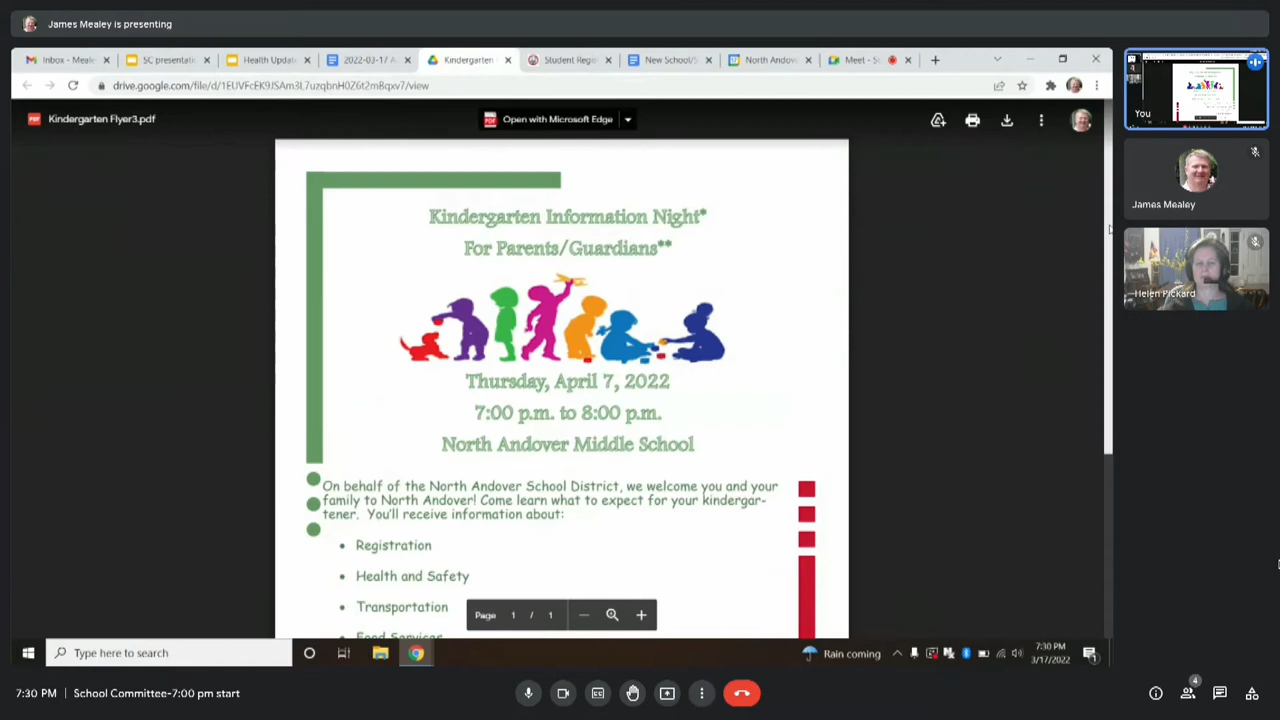 James Mealey is presenting
Inbox - Meale
SC presentati
Health Updat
2022-03-17 A
Kindergarten
Student Regi
New School/S
North Andov
Meet - S
drive.google.com/file/d/1EUVFcEK9JSAm3L7uzqbnH0Z6t2mBqxv7/view
Kindergarten Flyer3.pdf
Open with Microsoft Edge
You
James Mealey
Helen Pickard
Kindergarten Information Night*
For Parents/Guardians**
Thursday, April 7, 2022
7:00 p.m. to 8:00 p.m.
North Andover Middle School
On behalf of the North Andover School District, we welcome you and your
family to North Andover! Come learn what to expect for your kindergar-
tener. You'll receive information about:
• Registration
• Health and Safety
• Transportation
• Food Services
Page 1 / 1
Type here to search
Rain coming
7:30 PM
3/17/2022
1
7:30 PM | School Committee-7:00 pm start
4